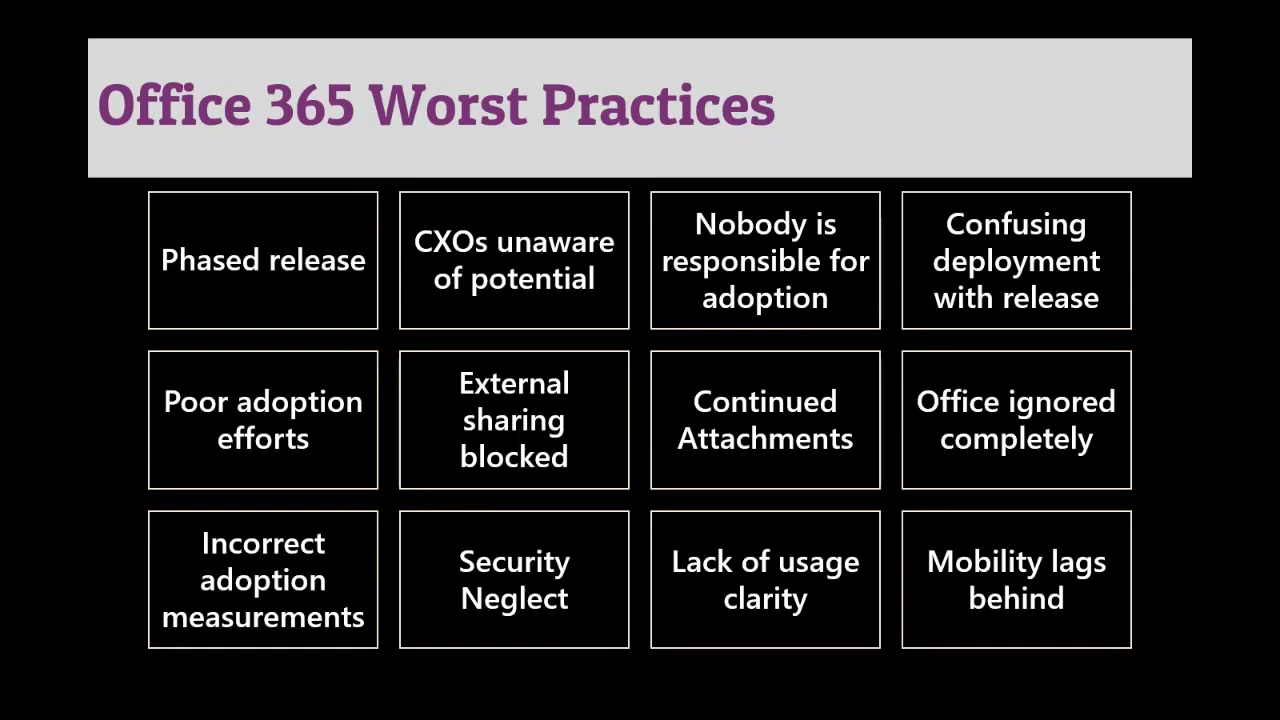 Office 365 Worst Practices
Phased release
CXOs unaware
of potential
Nobody is
responsible for
adoption
Confusing
deployment
with release
Poor adoption
efforts
External
sharing
blocked
Continued
Attachments
Office ignored
completely
Incorrect
adoption
measurements
Security
Neglect
Lack of usage
clarity
Mobility lags
behind